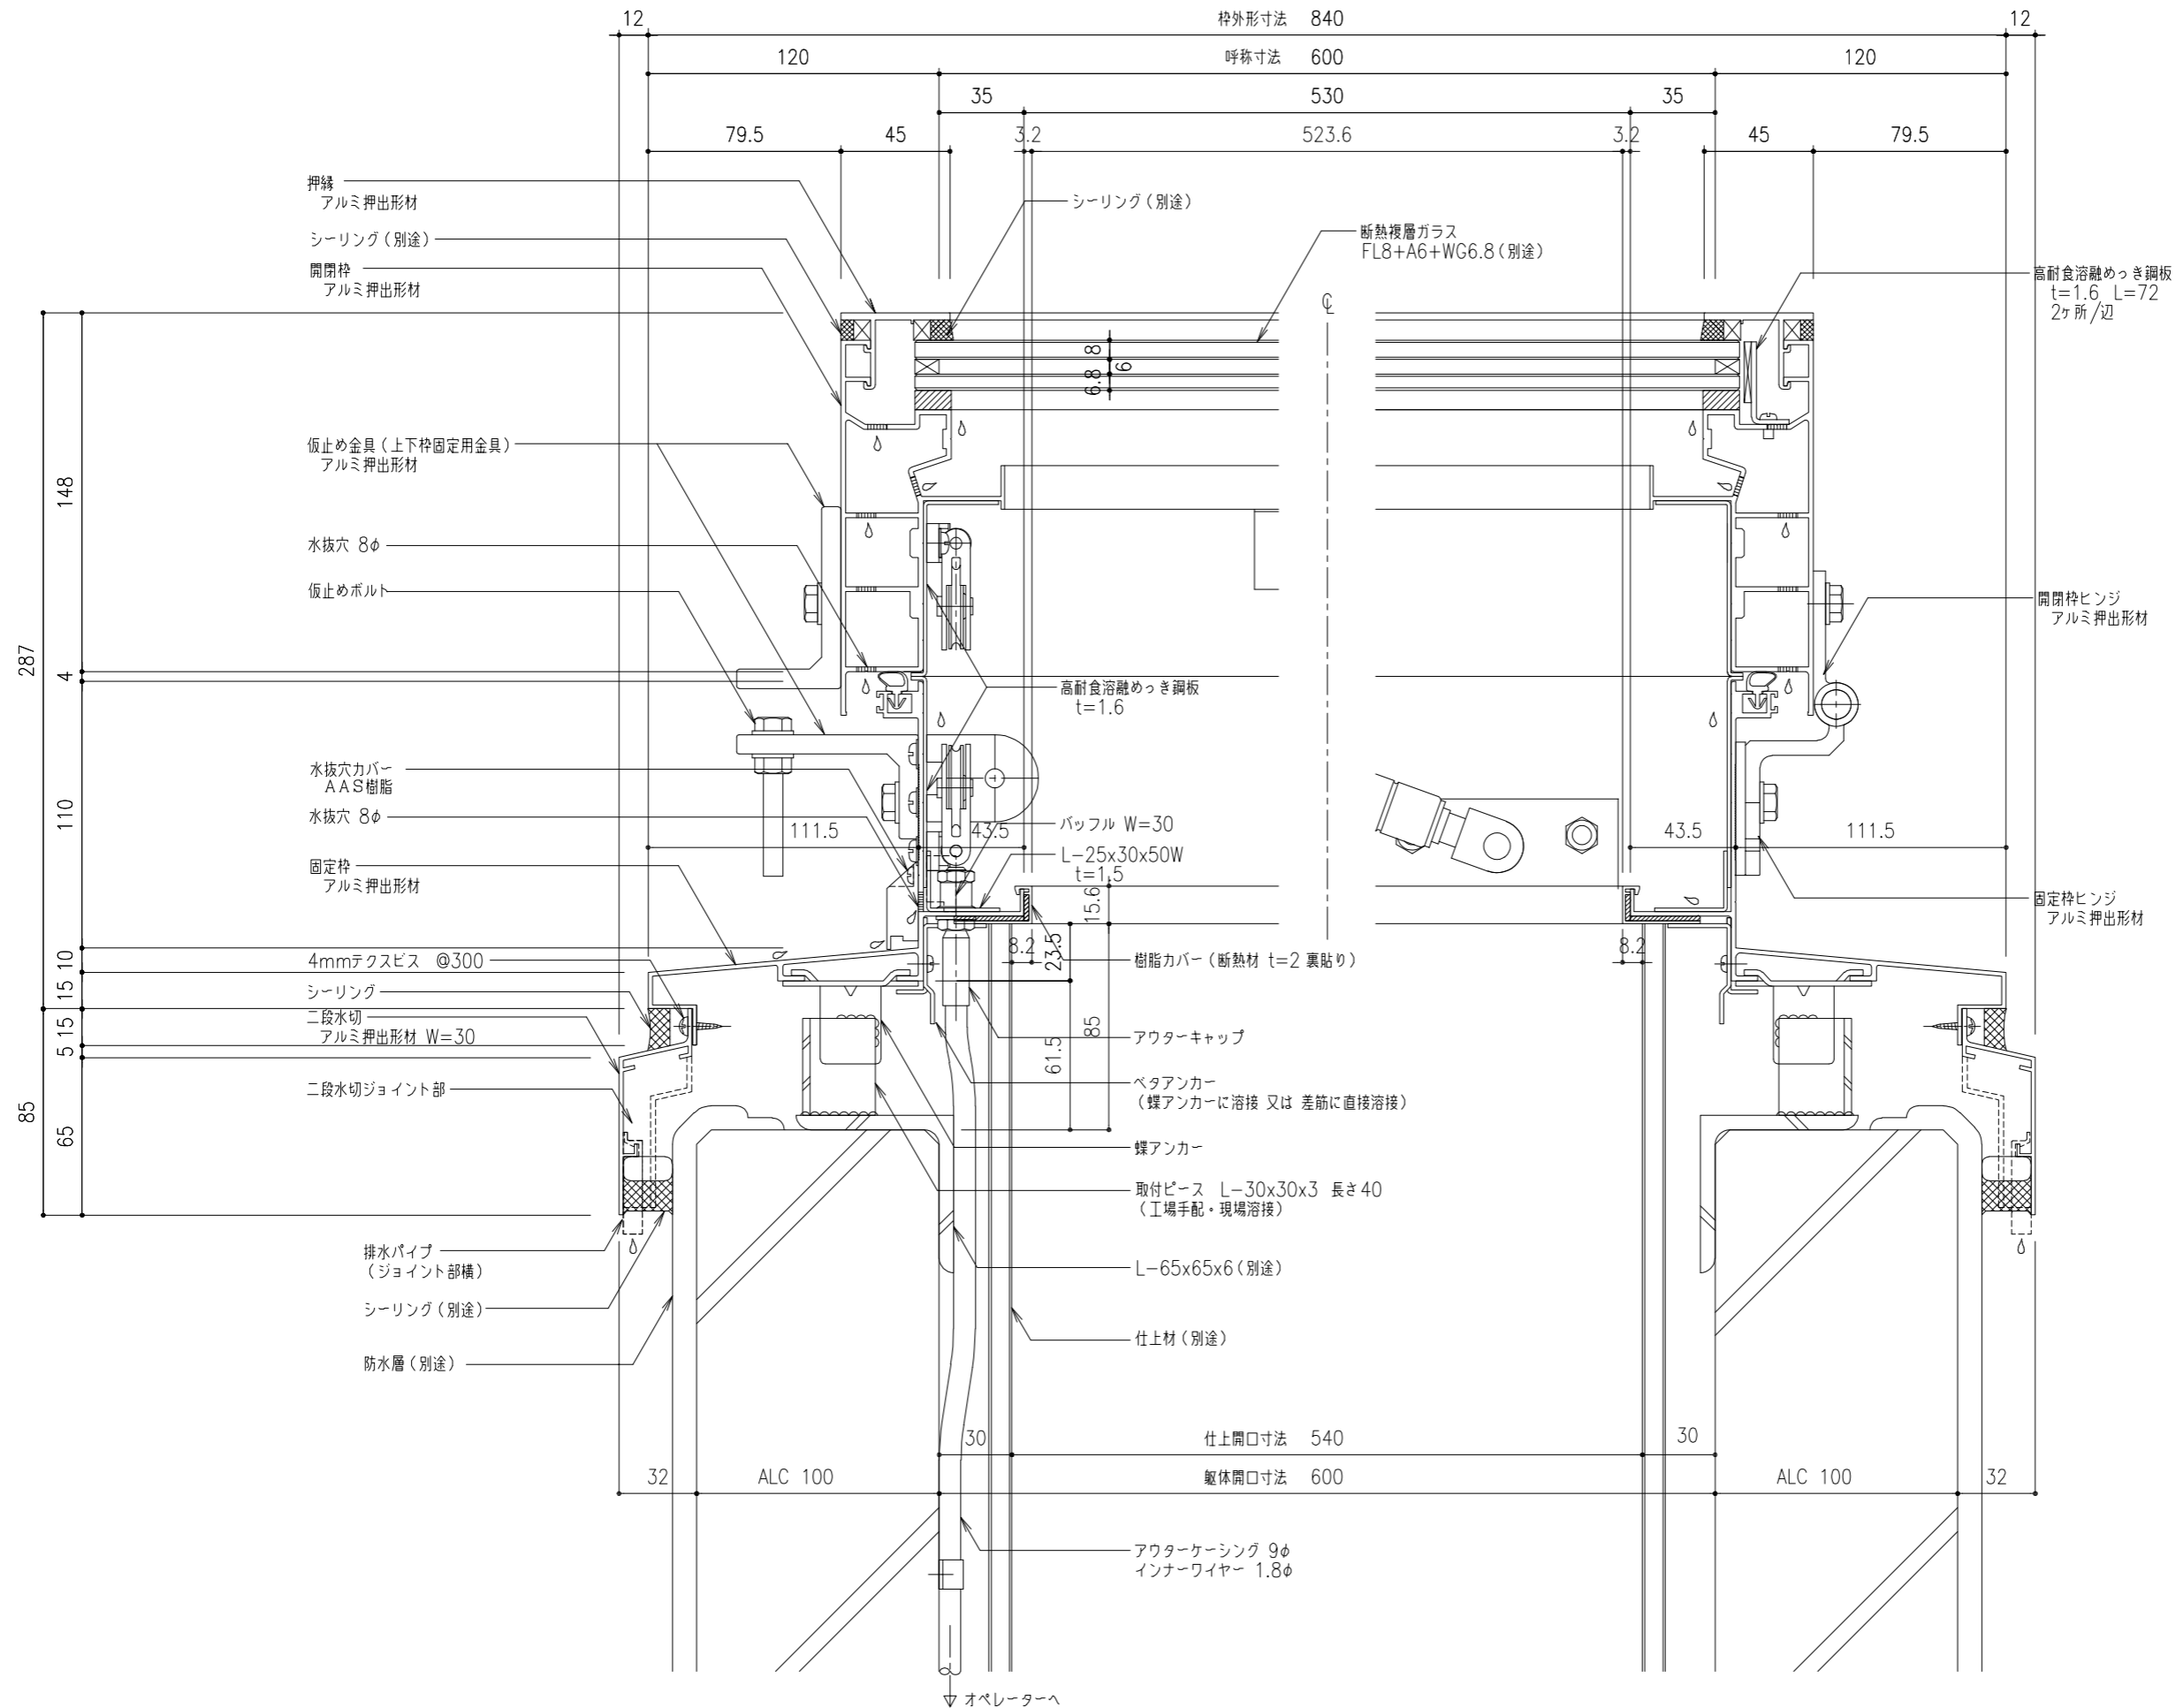 12
枠外形寸法 840
12
120
呼称寸法 600
120
35
530
35
79.5
45
3.2
523.6
3.2
45
79.5
押縁
アルミ押出形材
シーリング(別途)
シーリング(別途)
断熱複層ガラス
FL8+A6+WG6.8(別途)
開閉枠
アルミ押出形材
高耐食溶融めっき鋼板
t=1.6 L=72
2ヶ所/辺
℄
8
6
6.8
仮止め金具(上下枠固定用金具)
アルミ押出形材
148
水抜穴 8φ
仮止めボルト
開閉枠ヒンジ
アルミ押出形材
287
4
高耐食溶融めっき鋼板
t=1.6
水抜穴カバー
AAS樹脂
水抜穴 8φ
110
111.5
43.5
バッフル W=30
43.5
111.5
L-25x30x50W
t=1.5
固定枠
アルミ押出形材
15.6
固定枠ヒンジ
アルミ押出形材
8.2
23.5
8.2
4mmテクスビス @300
10
樹脂カバー(断熱材 t=2 裏貼り)
15
シーリング
二段水切
アルミ押出形材 W=30
15
5
85
61.5
アウターキャップ
二段水切ジョイント部
ベタアンカー
(蝶アンカーに溶接 又は 差筋に直接溶接)
85
65
蝶アンカー
取付ピース L-30x30x3 長さ40
(工場手配・現場溶接)
排水パイプ
(ジョイント部横)
L-65x65x6(別途)
シーリング(別途)
仕上材(別途)
防水層(別途)
30
仕上開口寸法 540
30
32
ALC 100
躯体開口寸法 600
ALC 100
32
アウターケーシング 9φ
インナーワイヤー 1.8φ
オペレーターへ